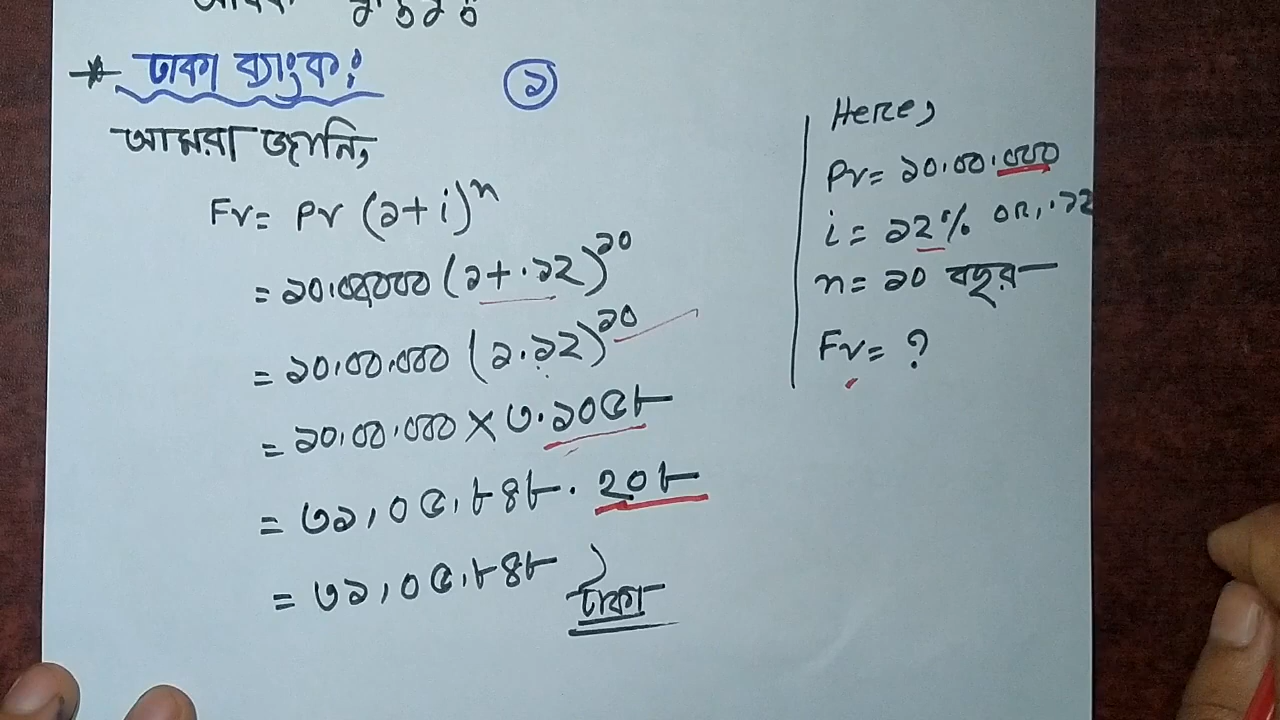 * ঢাকা ব্যাংক:
১
আমরা জানি,
Fv = Pv (১+i)^n
= ১০,০০,০০০ (১+.১২)^১০
= ১০,০০,০০০ (১.১২)^১০
= ১০,০০,০০০ × ৩.১০৫৮
= ৩১,০৫,৮৪৮.২০৮
= ৩১,০৫,৮৪৮ টাকা
Here,
Pv = ১০,০০,০০০
i = ১২% OR, .১২
n = ১০ বছর
Fv = ?